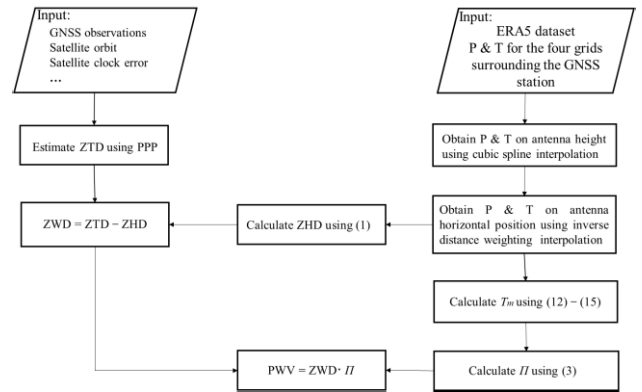 Input:
GNSS observations
Satellite orbit
Satellite clock error
...
Estimate ZTD using PPP
ZWD = ZTD − ZHD
Input:
ERA5 dataset
P & T for the four grids
surrounding the GNSS
station
Obtain P & T on antenna height
using cubic spline interpolation
Obtain P & T on antenna
horizontal position using inverse
distance weighting interpolation
Calculate ZHD using (1)
Calculate Tm using (12) − (15)
Calculate Π using (3)
PWV = ZWD· Π